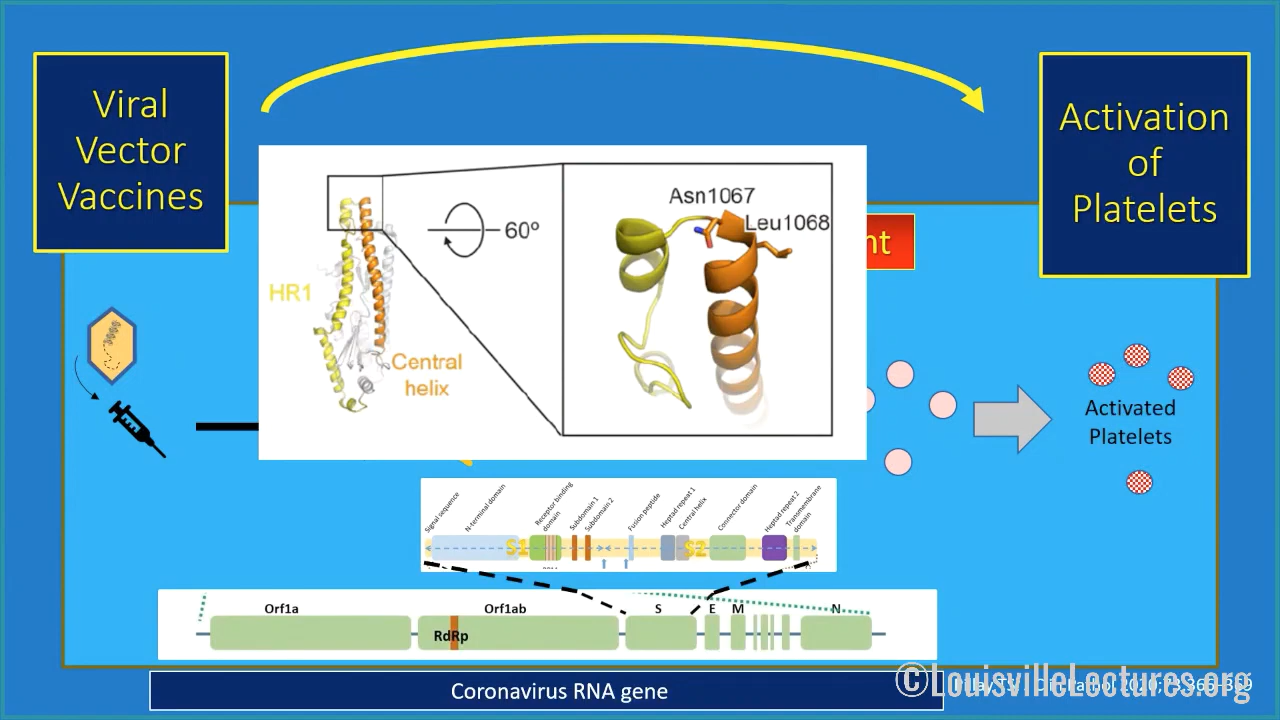 Viral
Vector
Vaccines
Activation
of
Platelets
Asn1067
Leu1068
60º
HR1
Central
helix
nt
Activated
Platelets
Signal sequence
N-terminal domain
Receptor binding
domain
Subdomain 1
Subdomain 2
Fusion peptide
Heptad repeat 1
Central helix
Connector domain
Heptad repeat 2
Transmembrane
domain
S1
S2
Orf1a
Orf1ab
S
E
M
N
RdRp
Coronavirus RNA gene
©LouisvilleLectures.org